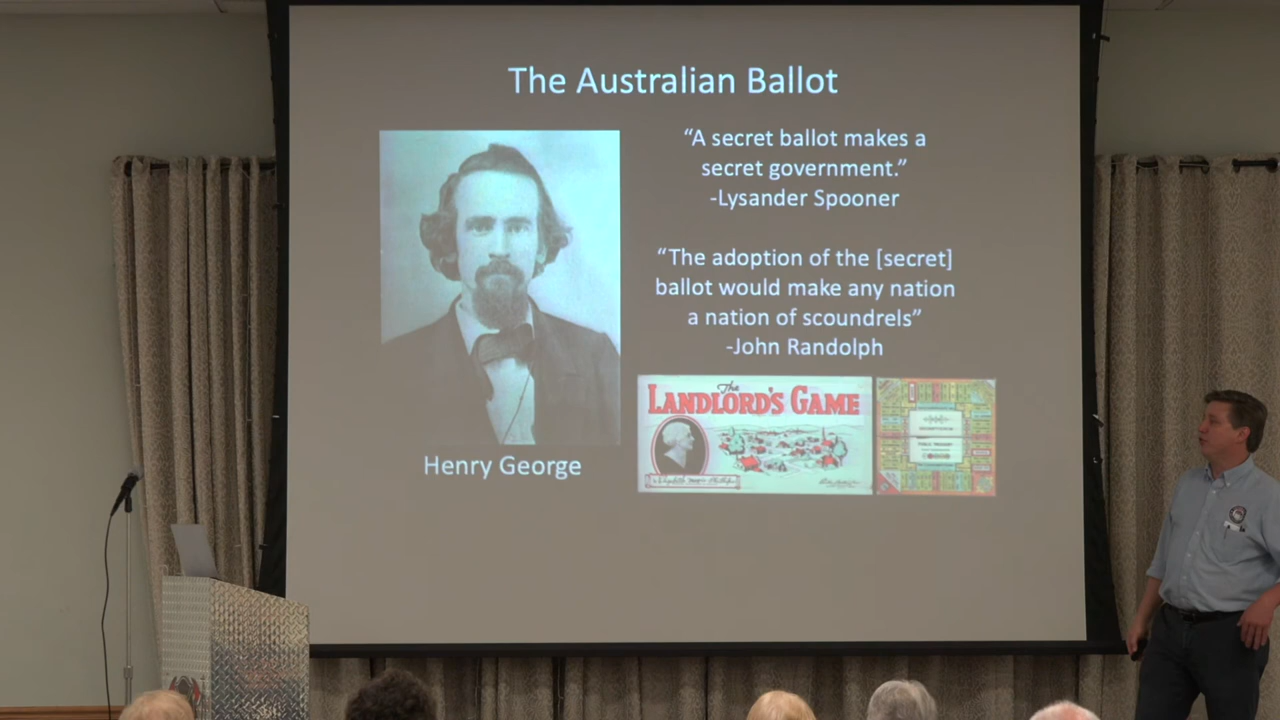 The Australian Ballot
“A secret ballot makes a
secret government.”
-Lysander Spooner
“The adoption of the [secret]
ballot would make any nation
a nation of scoundrels”
-John Randolph
The
LANDLORD'S GAME
Henry George